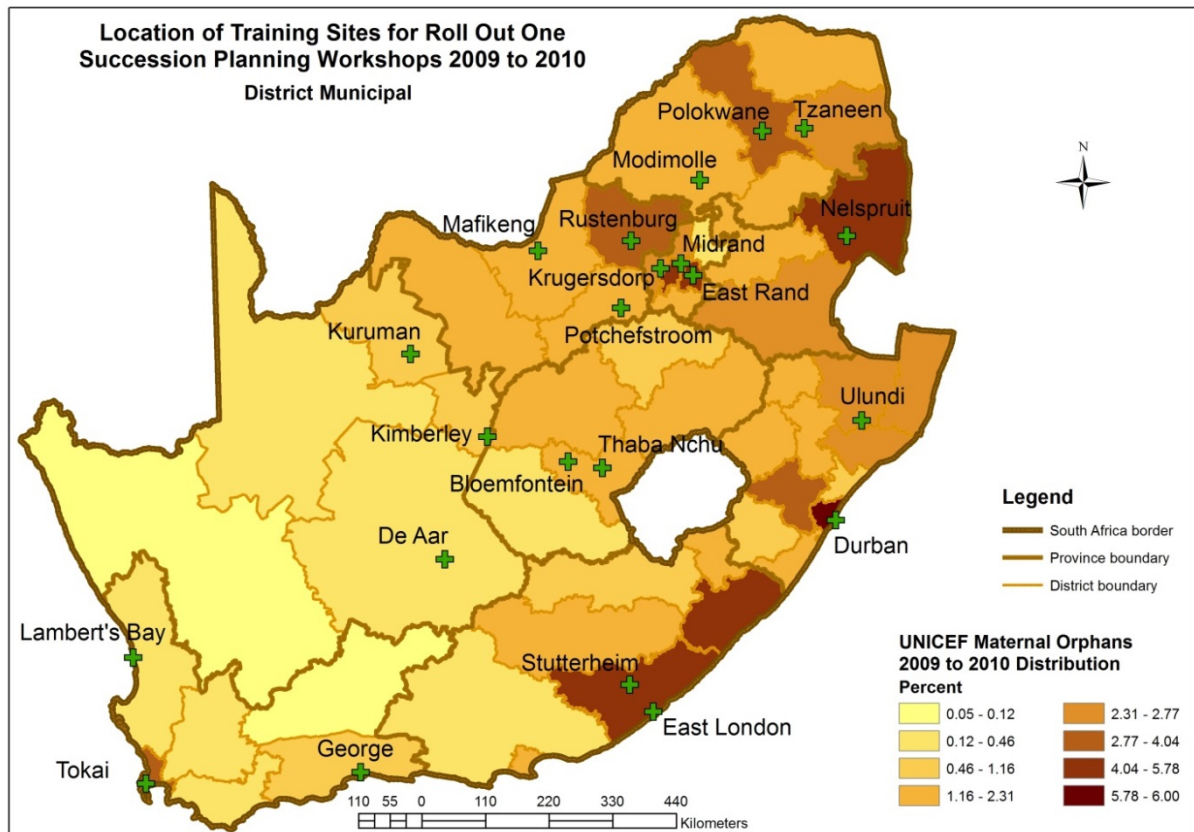 Location of Training Sites for Roll Out One
Succession Planning Workshops 2009 to 2010
District Municipal
N
Polokwane
Tzaneen
Modimolle
Nelspruit
Mafikeng
Rustenburg
Midrand
Krugersdorp
East Rand
Potchefstroom
Kuruman
Ulundi
Kimberley
Thaba Nchu
Bloemfontein
De Aar
Durban
Lambert's Bay
Stutterheim
East London
George
Tokai
Legend
South Africa border
Province boundary
District boundary
UNICEF Maternal Orphans
2009 to 2010 Distribution
Percent
0.05 - 0.12
0.12 - 0.46
0.46 - 1.16
1.16 - 2.31
2.31 - 2.77
2.77 - 4.04
4.04 - 5.78
5.78 - 6.00
110 55 0 110 220 330 440
Kilometers